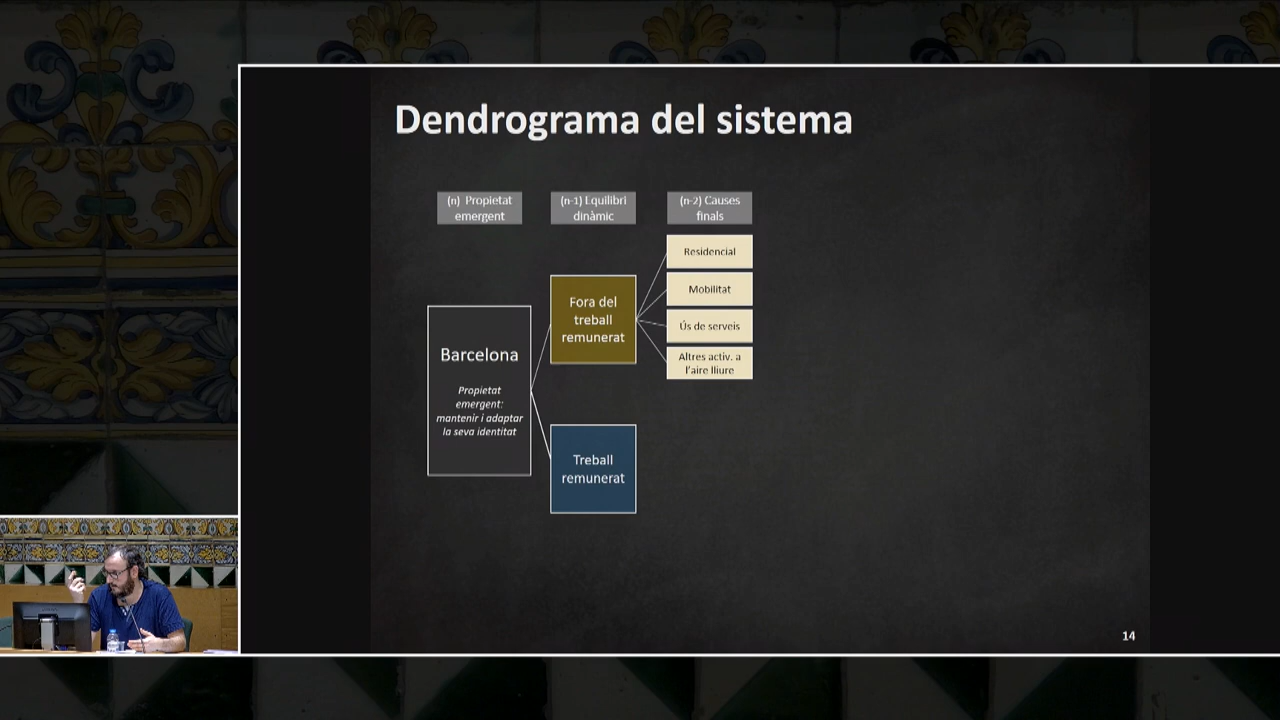 Dendrograma del sistema
(n) Propietat
emergent
(n-1) Equilibri
dinàmic
(n-2) Causes
finals
Residencial
Mobilitat
Ús de serveis
Altres activ. a
l'aire lliure
Fora del
treball
remunerat
Barcelona
Propietat
emergent:
mantenir i adaptar
la seva identitat
Treball
remunerat
14